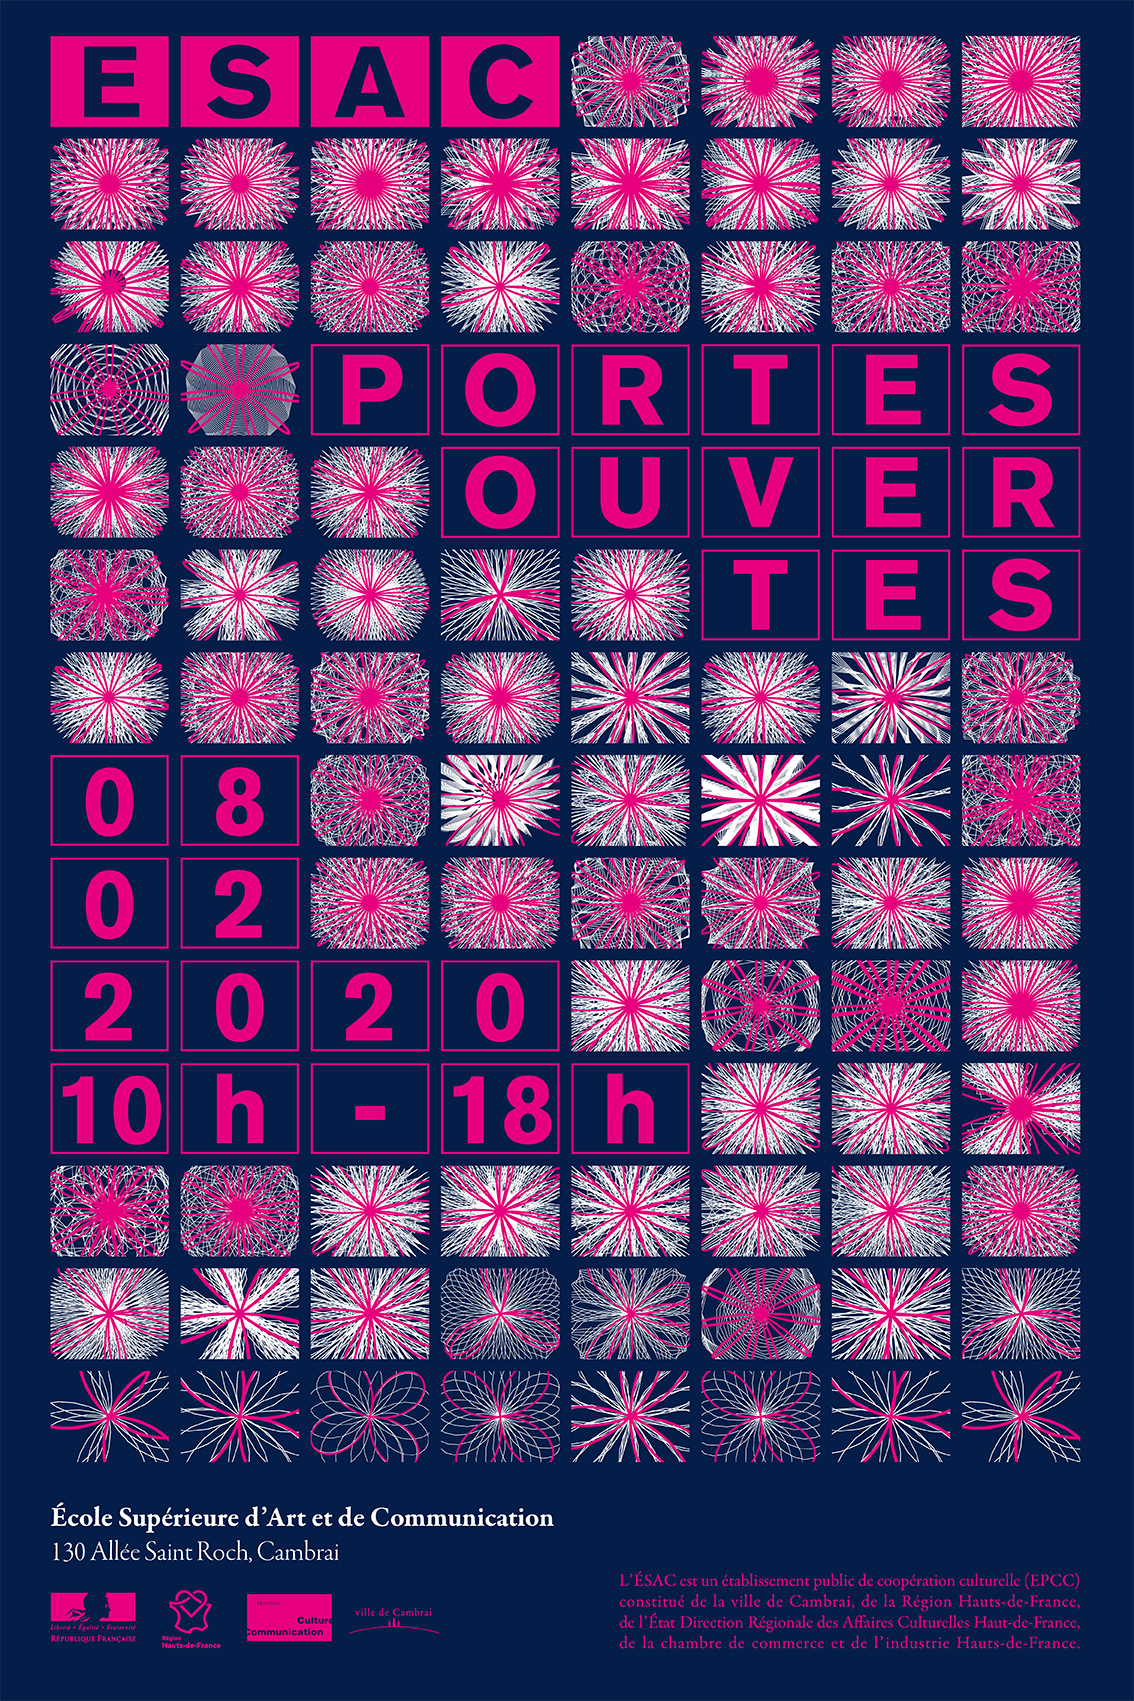 ESAC
PORTES
OUVER
TES
08
02
2020
10h-18h
École Supérieure d’Art et de Communication
130 Allée Saint Roch, Cambrai
Liberté • Égalité • Fraternité
RÉPUBLIQUE FRANÇAISE
Région
Hauts-de-France
Ministère
Culture
Communication
ville de Cambrai
L’ÉSAC est un établissement public de coopération culturelle (EPCC)
constitué de la ville de Cambrai, de la Région Hauts-de-France,
de l’État Direction Régionale des Affaires Culturelles Haut-de-France,
de la chambre de commerce et de l’industrie Hauts-de-France.